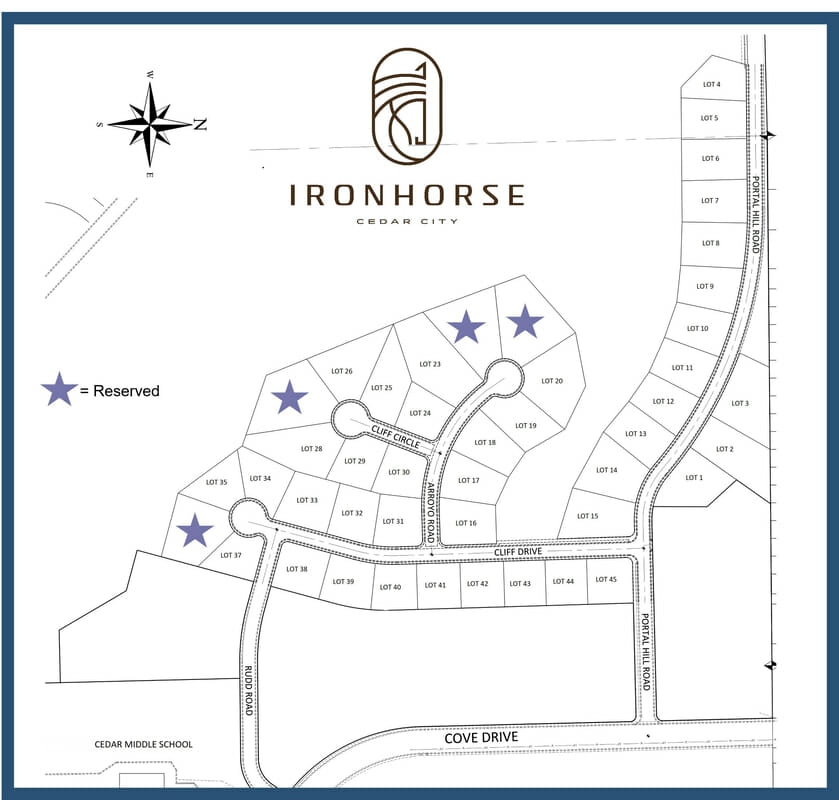 W
S
N
E
IRONHORSE
CEDAR CITY
= Reserved
LOT 4
LOT 5
LOT 6
LOT 7
LOT 8
PORTAL HILL ROAD
LOT 9
LOT 10
LOT 11
LOT 12
LOT 13
LOT 14
LOT 15
LOT 3
LOT 2
LOT 1
LOT 26
LOT 25
LOT 23
LOT 24
LOT 20
LOT 19
LOT 18
LOT 17
LOT 16
CLIFF CIRCLE
ARROYO ROAD
LOT 28
LOT 29
LOT 30
LOT 35
LOT 34
LOT 33
LOT 32
LOT 31
LOT 37
CLIFF DRIVE
LOT 38
LOT 39
LOT 40
LOT 41
LOT 42
LOT 43
LOT 44
LOT 45
RUDD ROAD
PORTAL HILL ROAD
CEDAR MIDDLE SCHOOL
COVE DRIVE